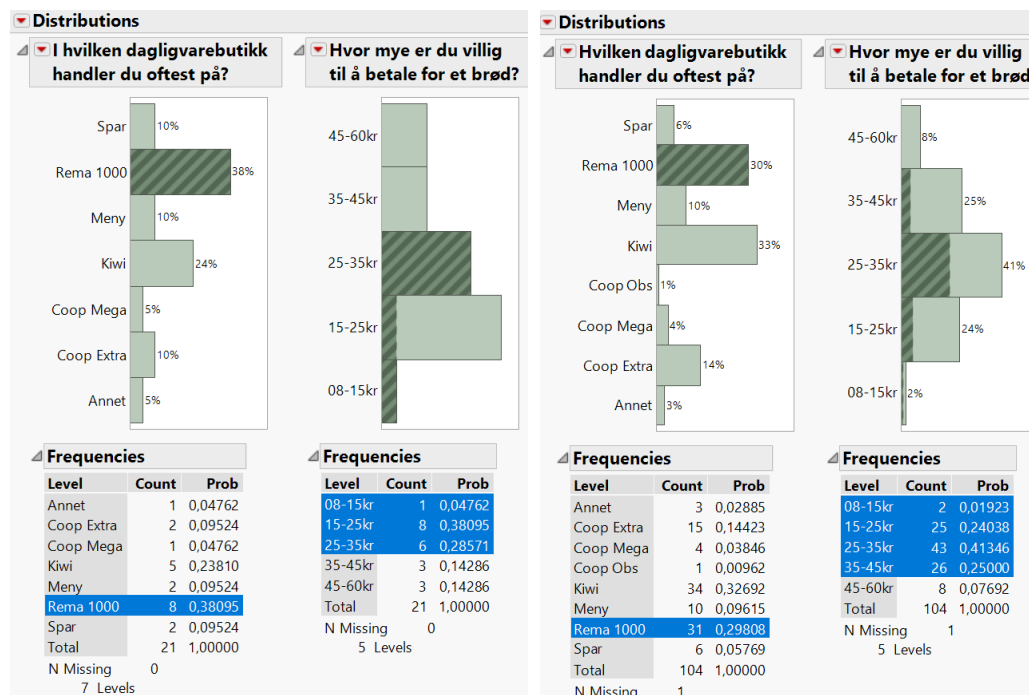 Distributions
I hvilken dagligvarebutikk
handler du oftest på?
Hvor mye er du villig
til å betale for et brød?
Spar 10%
Rema 1000 38%
Meny 10%
Kiwi 24%
Coop Mega 5%
Coop Extra 10%
Annet 5%
45-60kr
35-45kr
25-35kr
15-25kr
08-15kr
Frequencies
Level Count Prob
Annet 1 0,04762
Coop Extra 2 0,09524
Coop Mega 1 0,04762
Kiwi 5 0,23810
Meny 2 0,09524
Rema 1000 8 0,38095
Spar 2 0,09524
Total 21 1,00000
N Missing 0
7 Levels
Frequencies
Level Count Prob
08-15kr 1 0,04762
15-25kr 8 0,38095
25-35kr 6 0,28571
35-45kr 3 0,14286
45-60kr 3 0,14286
Total 21 1,00000
N Missing 0
5 Levels
Distributions
Hvilken dagligvarebutikk
handler du oftest på?
Hvor mye er du villig
til å betale for et brød
Spar 6%
Rema 1000 30%
Meny 10%
Kiwi 33%
Coop Obs 1%
Coop Mega 4%
Coop Extra 14%
Annet 3%
45-60kr 8%
35-45kr 25%
25-35kr 41%
15-25kr 24%
08-15kr 2%
Frequencies
Level Count Prob
Annet 3 0,02885
Coop Extra 15 0,14423
Coop Mega 4 0,03846
Coop Obs 1 0,00962
Kiwi 34 0,32692
Meny 10 0,09615
Rema 1000 31 0,29808
Spar 6 0,05769
Total 104 1,00000
N Missing 1
Frequencies
Level Count Prob
08-15kr 2 0,01923
15-25kr 25 0,24038
25-35kr 43 0,41346
35-45kr 26 0,25000
45-60kr 8 0,07692
Total 104 1,00000
N Missing 1
5 Levels